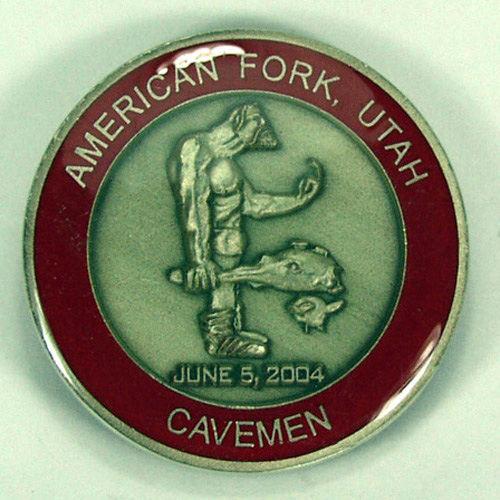 AMERICAN FORK, UTAH
JUNE 5, 2004
CAVEMEN